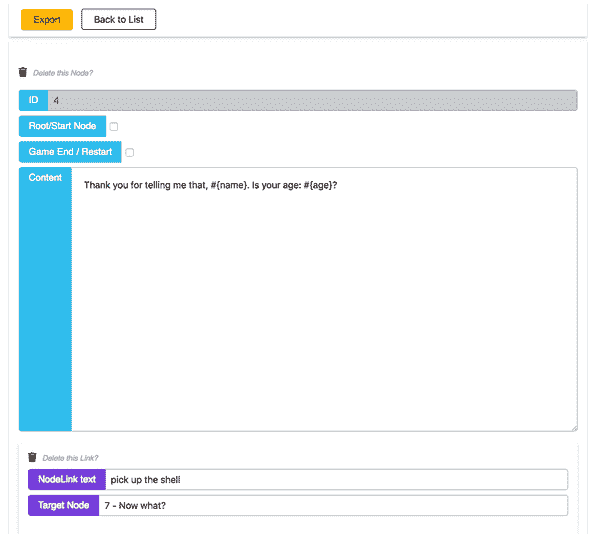 Export Back to List
Delete this Node?
ID 4
Root/Start Node
Game End / Restart
Content Thank you for telling me that, #{name}. Is your age: #{age}?
Delete this Link?
NodeLink text pick up the shell
Target Node 7 - Now what?